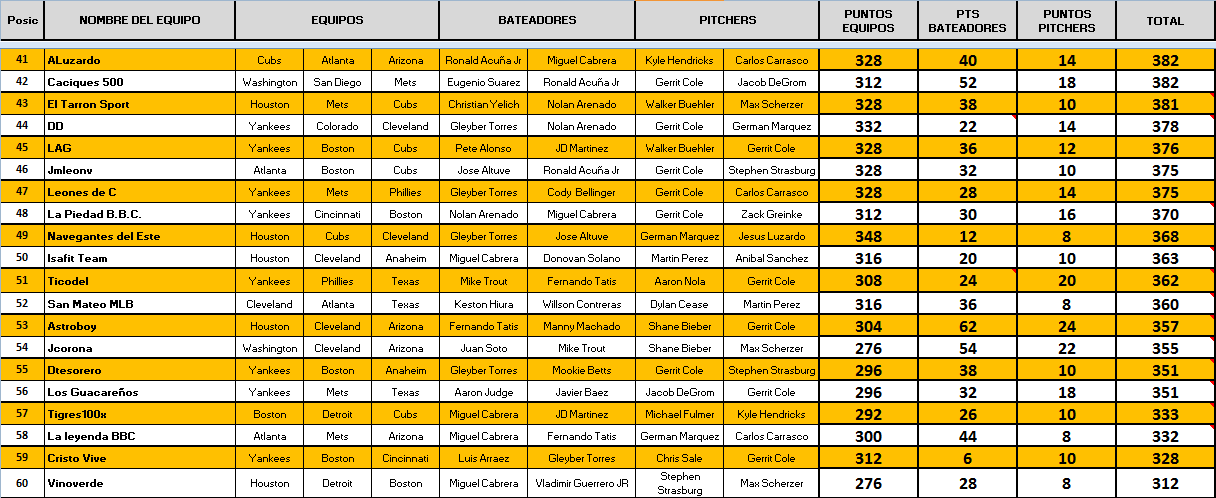 Posic NOMBRE DEL EQUIPO EQUIPOS BATEADORES PITCHERS PUNTOS EQUIPOS PTS BATEADORES PUNTOS PITCHERS TOTAL
41 ALuzardo Cubs Atlanta Arizona Ronald Acuña Jr Miguel Cabrera Kyle Hendricks Carlos Carrasco 328 40 14 382
42 Caciques 500 Washington San Diego Mets Eugenio Suarez Ronald Acuña Jr Gerrit Cole Jacob DeGrom 312 52 18 382
43 El Tarron Sport Houston Mets Cubs Christian Yelich Nolan Arenado Walker Buehler Max Scherzer 328 38 10 381
44 DD Yankees Colorado Cleveland Gleyber Torres Nolan Arenado Gerrit Cole German Marquez 332 22 14 378
45 LAG Yankees Boston Cubs Pete Alonso JD Martinez Walker Buehler Gerrit Cole 328 36 12 376
46 Jmleonv Atlanta Boston Cubs Jose Altuve Ronald Acuña Jr Gerrit Cole Stephen Strasburg 328 32 10 375
47 Leones de C Yankees Mets Phillies Gleyber Torres Cody Bellinger Gerrit Cole Carlos Carrasco 328 28 14 375
48 La Piedad B.B.C. Yankees Cincinnati Boston Nolan Arenado Miguel Cabrera Gerrit Cole Zack Greinke 312 30 16 370
49 Navegantes del Este Houston Cubs Cleveland Gleyber Torres Jose Altuve German Marquez Jesus Luzardo 348 12 8 368
50 Isafit Team Houston Cleveland Anaheim Miguel Cabrera Donovan Solano Martin Perez Anibal Sanchez 316 20 10 363
51 Ticodel Yankees Phillies Texas Mike Trout Fernando Tatis Aaron Nola Gerrit Cole 308 24 20 362
52 San Mateo MLB Cleveland Atlanta Texas Keston Hiura Willson Contreras Dylan Cease Martin Perez 316 36 8 360
53 Astroboy Houston Cleveland Arizona Fernando Tatis Manny Machado Shane Bieber Gerrit Cole 304 62 24 357
54 Jcorona Washington Cleveland Arizona Juan Soto Mike Trout Shane Bieber Max Scherzer 276 54 22 355
55 Dtesorero Yankees Boston Anaheim Gleyber Torres Mookie Betts Gerrit Cole Stephen Strasburg 296 38 10 351
56 Los Guacareños Yankees Mets Texas Aaron Judge Javier Baez Jacob DeGrom Gerrit Cole 296 32 18 351
57 Tigres100x Boston Detroit Cubs Miguel Cabrera JD Martinez Michael Fulmer Kyle Hendricks 292 26 10 333
58 La leyenda BBC Atlanta Mets Arizona Miguel Cabrera Fernando Tatis German Marquez Carlos Carrasco 300 44 8 332
59 Cristo Vive Yankees Boston Cincinnati Luis Arraez Gleyber Torres Chris Sale Gerrit Cole 312 6 10 328
60 Vinoverde Houston Detroit Boston Miguel Cabrera Vladimir Guerrero JR Stephen Strasburg Max Scherzer 276 28 8 312